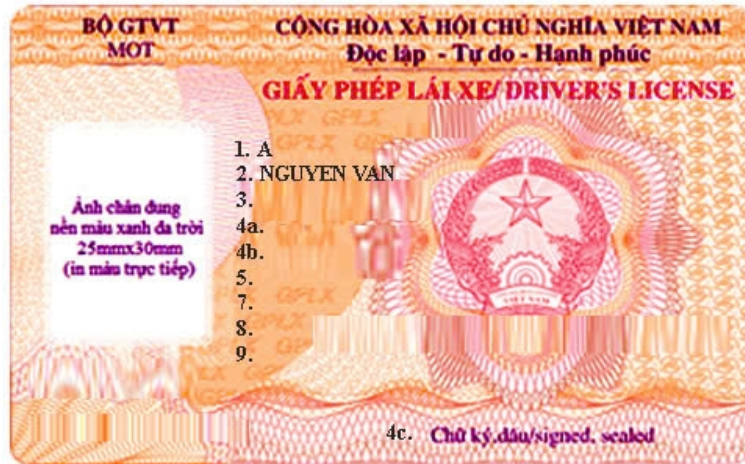 BỘ GTVT
MOT
CỘNG HÒA XÃ HỘI CHỦ NGHĨA VIỆT NAM
Độc lập - Tự do - Hạnh phúc
GIẤY PHÉP LÁI XE/ DRIVER'S LICENSE
Ảnh chân dung
nền màu xanh da trời
25mmx30mm
(in màu trực tiếp)
1. A
2. NGUYEN VAN
3.
4a.
4b.
5.
7.
8.
9.
VIỆT NAM
4c. Chữ ký,dấu/signed, sealed